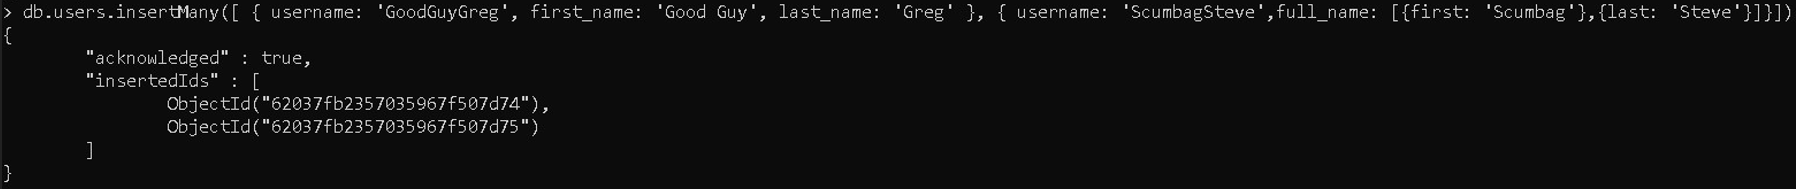 > db.users.insertMany([ { username: 'GoodGuyGreg', first_name: 'Good Guy', last_name: 'Greg' }, { username: 'ScumbagSteve',full_name: [{first: 'Scumbag'},{last: 'Steve'}]}])
{
        "acknowledged" : true,
        "insertedIds" : [
                ObjectId("62037fb2357035967f507d74"),
                ObjectId("62037fb2357035967f507d75")
        ]
}